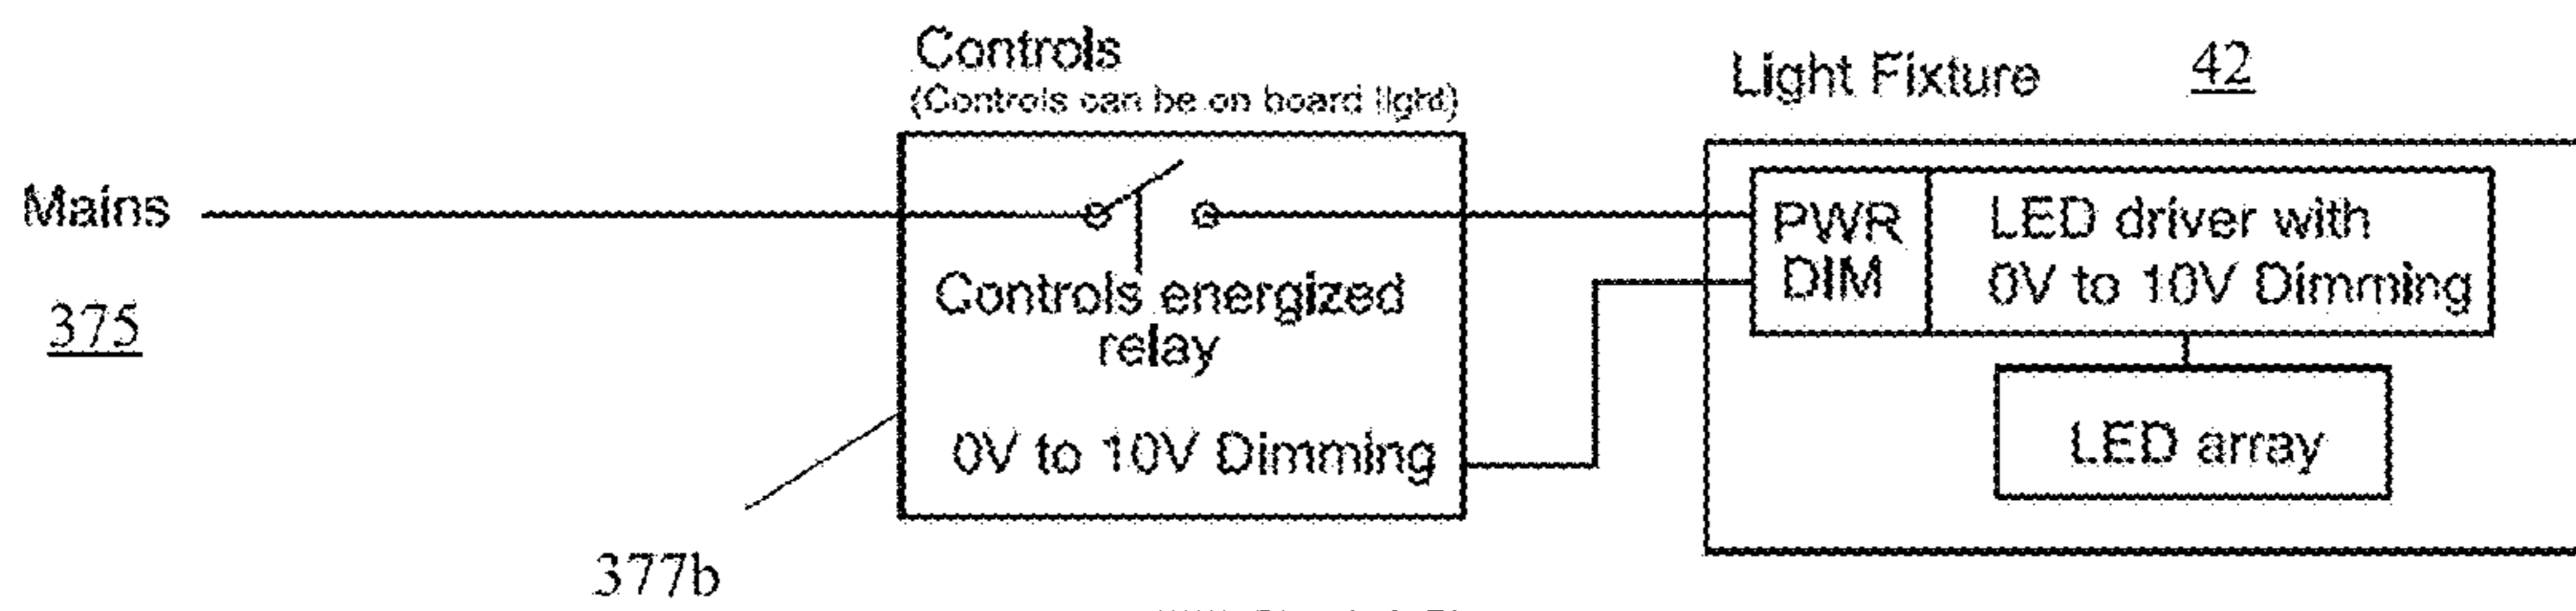 Controls
(Controls can be on board light)
Light Fixture 42
Mains
375
Controls energized
relay
0V to 10V Dimming
377b
PWR
DIM
LED driver with
0V to 10V Dimming
LED array